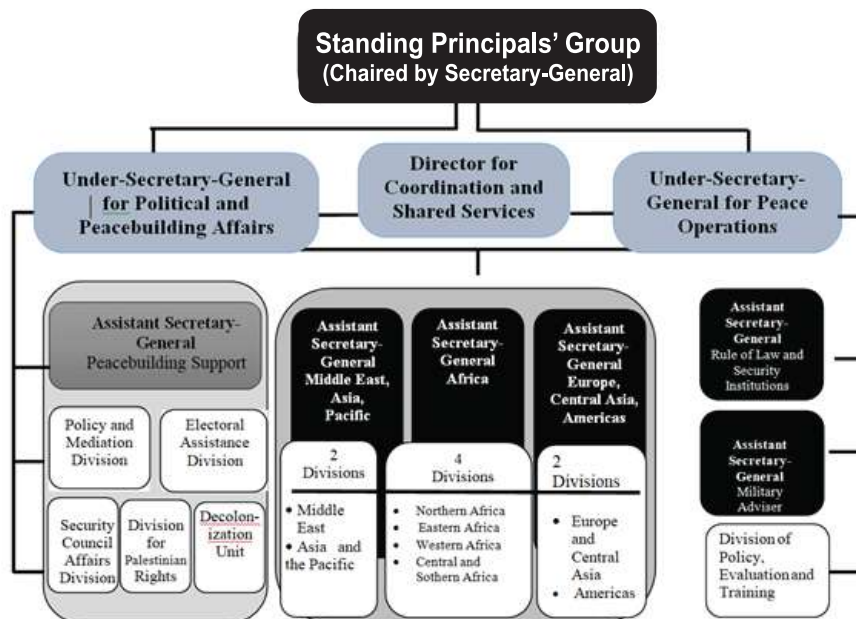 Standing Principals' Group
(Chaired by Secretary-General)
Under-Secretary-General
for Political and
Peacebuilding Affairs
Director for
Coordination and
Shared Services
Under-Secretary-
General for Peace
Operations
Assistant Secretary-
General
Peacebuilding Support
Policy and
Mediation
Division
Electoral
Assistance
Division
Security
Council
Affairs
Division
Division
for
Palestinian
Rights
Decolon-
ization
Unit
Assistant
Secretary-
General
Middle East,
Asia,
Pacific
2
Divisions
• Middle
East
• Asia and
the Pacific
Assistant
Secretary-
General
Africa
4
Divisions
• Northern Africa
• Eastern Africa
• Western Africa
• Central and
Sothern Africa
Assistant
Secretary-
General
Europe,
Central Asia,
Americas
2
Divisions
• Europe
and
Central
Asia
• Americas
Assistant
Secretary-
General
Rule of Law and
Security
Institutions
Assistant
Secretary-
General
Military
Adviser
Division of
Policy,
Evaluation and
Training